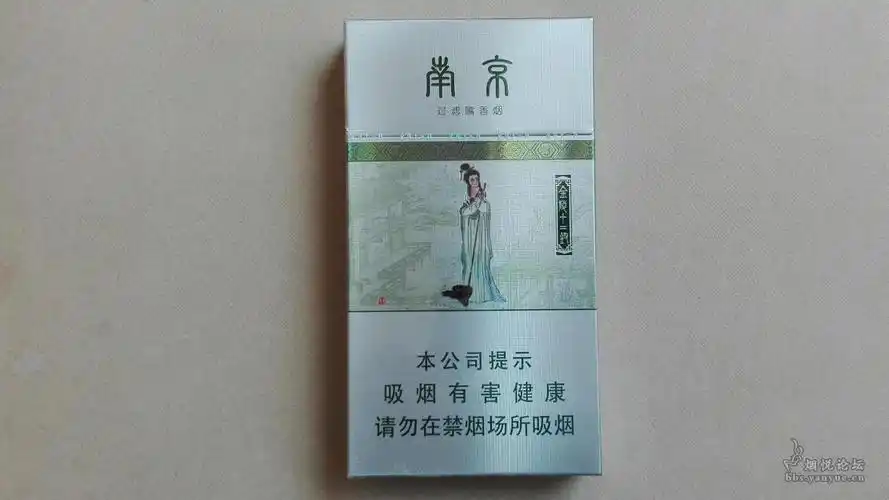 南京
过滤嘴香烟
金陵十二钗
本公司提示
吸烟有害健康
请勿在禁烟场所吸烟
烟悦论坛
bbs.yanyue.cn